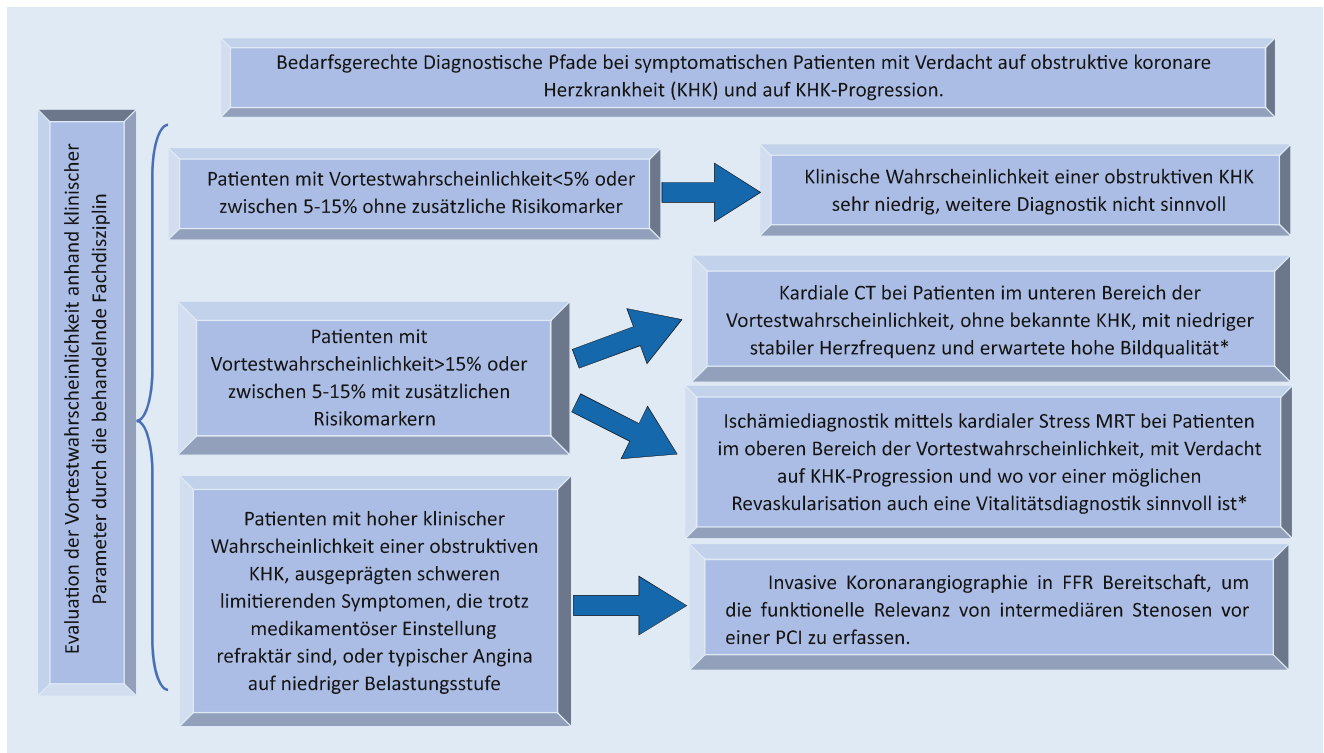 Bedarfsgerechte Diagnostische Pfade bei symptomatischen Patienten mit Verdacht auf obstruktive koronare
Herzkrankheit (KHK) und auf KHK-Progression.
Evaluation der Vortestwahrscheinlichkeit anhand klinischer
Parameter durch die behandelnde Fachdisziplin
Patienten mit Vortestwahrscheinlichkeit<5% oder
zwischen 5-15% ohne zusätzliche Risikomarker
Klinische Wahrscheinlichkeit einer obstruktiven KHK
sehr niedrig, weitere Diagnostik nicht sinnvoll
Patienten mit
Vortestwahrscheinlichkeit>15% oder
zwischen 5-15% mit zusätzlichen
Risikomarkern
Kardiale CT bei Patienten im unteren Bereich der
Vortestwahrscheinlichkeit, ohne bekannte KHK, mit niedriger
stabiler Herzfrequenz und erwartete hohe Bildqualität*
Ischämiediagnostik mittels kardialer Stress MRT bei Patienten
im oberen Bereich der Vortestwahrscheinlichkeit, mit Verdacht
auf KHK-Progression und wo vor einer möglichen
Revaskularisation auch eine Vitalitätsdiagnostik sinnvoll ist*
Patienten mit hoher klinischer
Wahrscheinlichkeit einer obstruktiven
KHK, ausgeprägten schweren
limitierenden Symptomen, die trotz
medikamentöser Einstellung
refraktär sind, oder typischer Angina
auf niedriger Belastungsstufe
Invasive Koronarangiographie in FFR Bereitschaft, um
die funktionelle Relevanz von intermediären Stenosen vor
einer PCI zu erfassen.